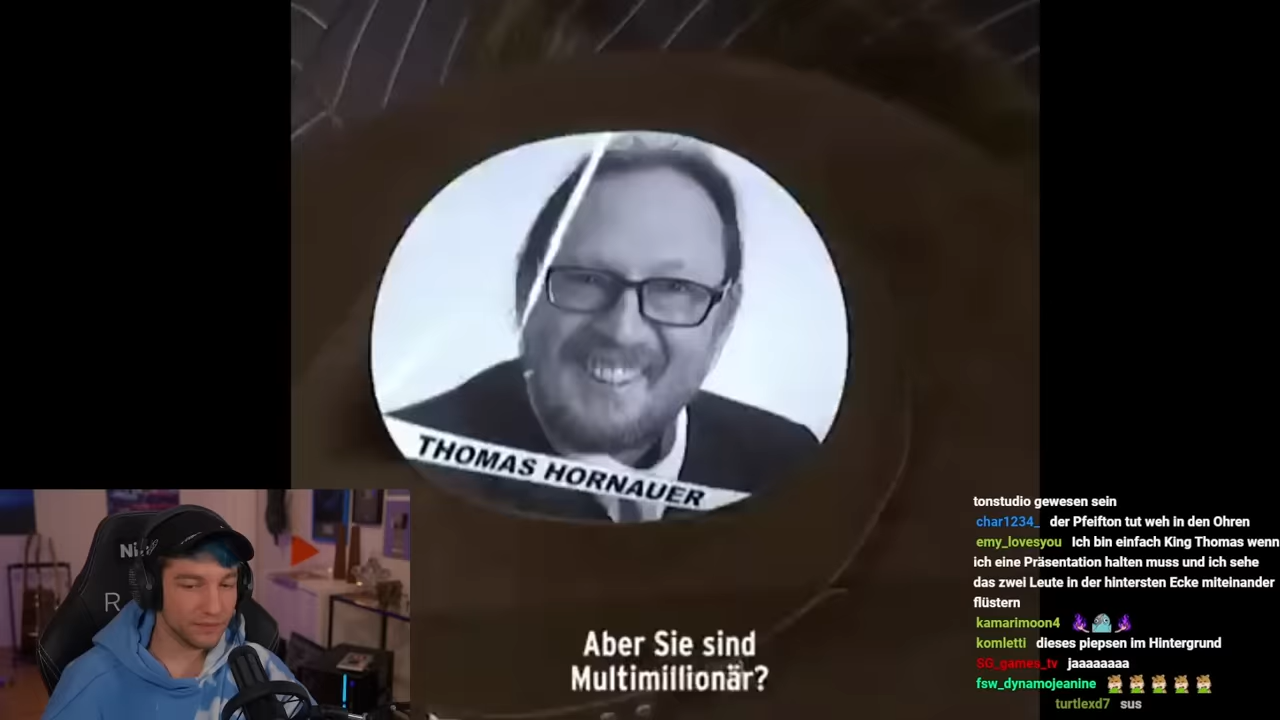 THOMAS HORNAUER
Aber Sie sind
Multimillionär?
R
tonstudio gewesen sein
char1234_ der Pfeifton tut weh in den Ohren
emy_lovesyou Ich bin einfach King Thomas wenn
ich eine Präsentation halten muss und ich sehe
das zwei Leute in der hintersten Ecke miteinander
flüstern
kamarimoon4
komletti dieses piepsen im Hintergrund
SG_games_tv jaaaaaaaa
fsw_dynamojeanine
turtlexd7 sus